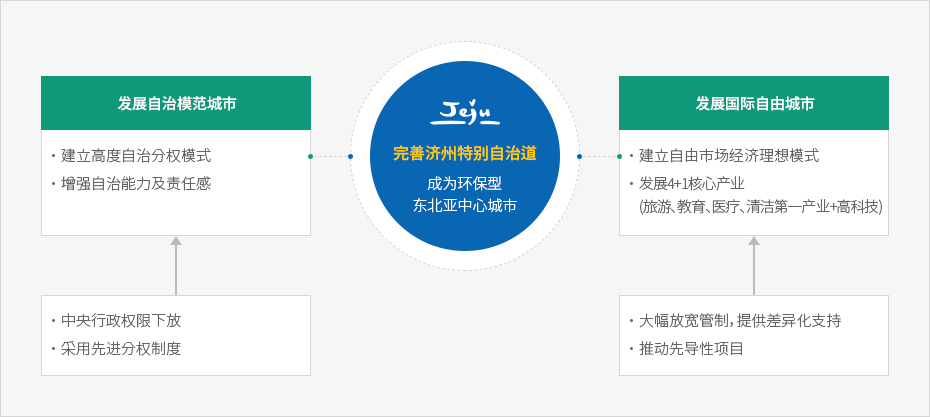 发展自治模范城市
· 建立高度自治分权模式
· 增强自治能力及责任感
中央行政权限下放
· 采用先进分权制度
Jeju
完善济州特别自治道
成为环保型
东北亚中心城市
发展国际自由城市
· 建立自由市场经济理想模式
· 发展4+1核心产业
(旅游、教育、医疗、清洁第一产业+高科技)
· 大幅放宽管制，提供差异化支持
· 推动先导性项目